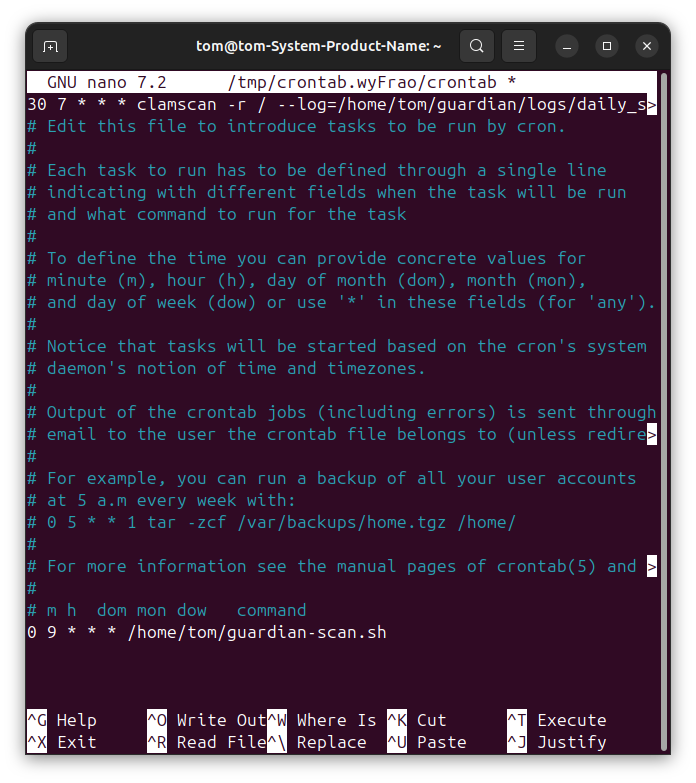 tom@tom-System-Product-Name: ~
GNU nano 7.2 /tmp/crontab.wyFrao/crontab *
30 7 * * * clamscan -r / --log=/home/tom/guardian/logs/daily_s>
# Edit this file to introduce tasks to be run by cron.
#
# Each task to run has to be defined through a single line
# indicating with different fields when the task will be run
# and what command to run for the task
#
# To define the time you can provide concrete values for
# minute (m), hour (h), day of month (dom), month (mon),
# and day of week (dow) or use '*' in these fields (for 'any').
#
# Notice that tasks will be started based on the cron's system
# daemon's notion of time and timezones.
#
# Output of the crontab jobs (including errors) is sent through
# email to the user the crontab file belongs to (unless redire>
#
# For example, you can run a backup of all your user accounts
# at 5 a.m every week with:
# 0 5 * * 1 tar -zcf /var/backups/home.tgz /home/
#
# For more information see the manual pages of crontab(5) and >
#
# m h  dom mon dow   command
0 9 * * * /home/tom/guardian-scan.sh
^G Help ^O Write Out ^W Where Is ^K Cut ^T Execute
^X Exit ^R Read File ^\ Replace ^U Paste ^J Justify